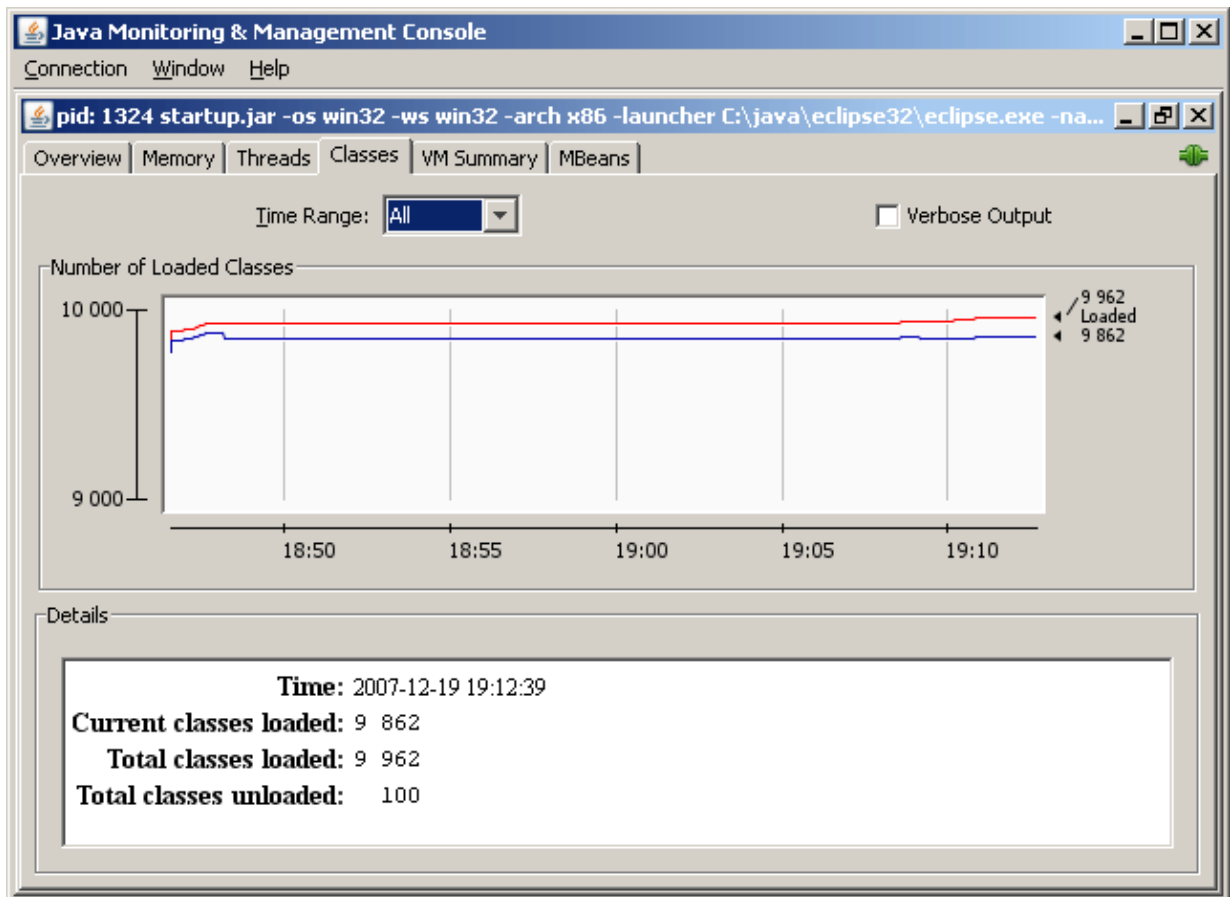 Java Monitoring & Management Console
Connection Window Help
pid: 1324 startup.jar -os win32 -ws win32 -arch x86 -launcher C:\java\eclipse32\eclipse.exe -na...
Overview Memory Threads Classes VM Summary MBeans
Time Range: All Verbose Output
Number of Loaded Classes
10 000
9 962
Loaded
9 862
9 000
18:50 18:55 19:00 19:05 19:10
Details
Time: 2007-12-19 19:12:39
Current classes loaded: 9 862
Total classes loaded: 9 962
Total classes unloaded: 100